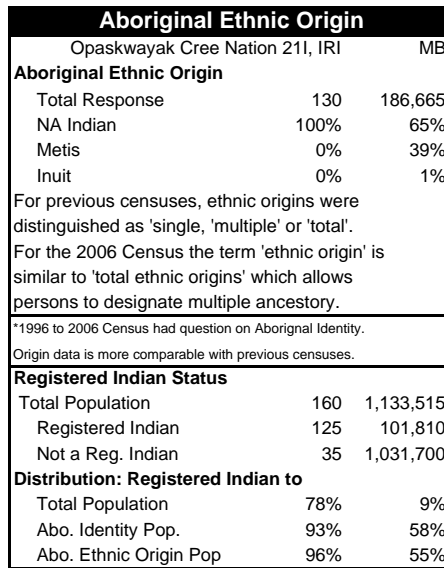 Aboriginal Ethnic Origin
Opaskwayak Cree Nation 21I, IRI MB
Aboriginal Ethnic Origin
Total Response 130 186,665
NA Indian 100% 65%
Metis 0% 39%
Inuit 0% 1%
For previous censuses, ethnic origins were
distinguished as 'single, 'multiple' or 'total'.
For the 2006 Census the term 'ethnic origin' is
similar to 'total ethnic origins' which allows
persons to designate multiple ancestory.
*1996 to 2006 Census had question on Aborignal Identity.
Origin data is more comparable with previous censuses.
Registered Indian Status
Total Population 160 1,133,515
Registered Indian 125 101,810
Not a Reg. Indian 35 1,031,700
Distribution: Registered Indian to
Total Population 78% 9%
Abo. Identity Pop. 93% 58%
Abo. Ethnic Origin Pop 96% 55%